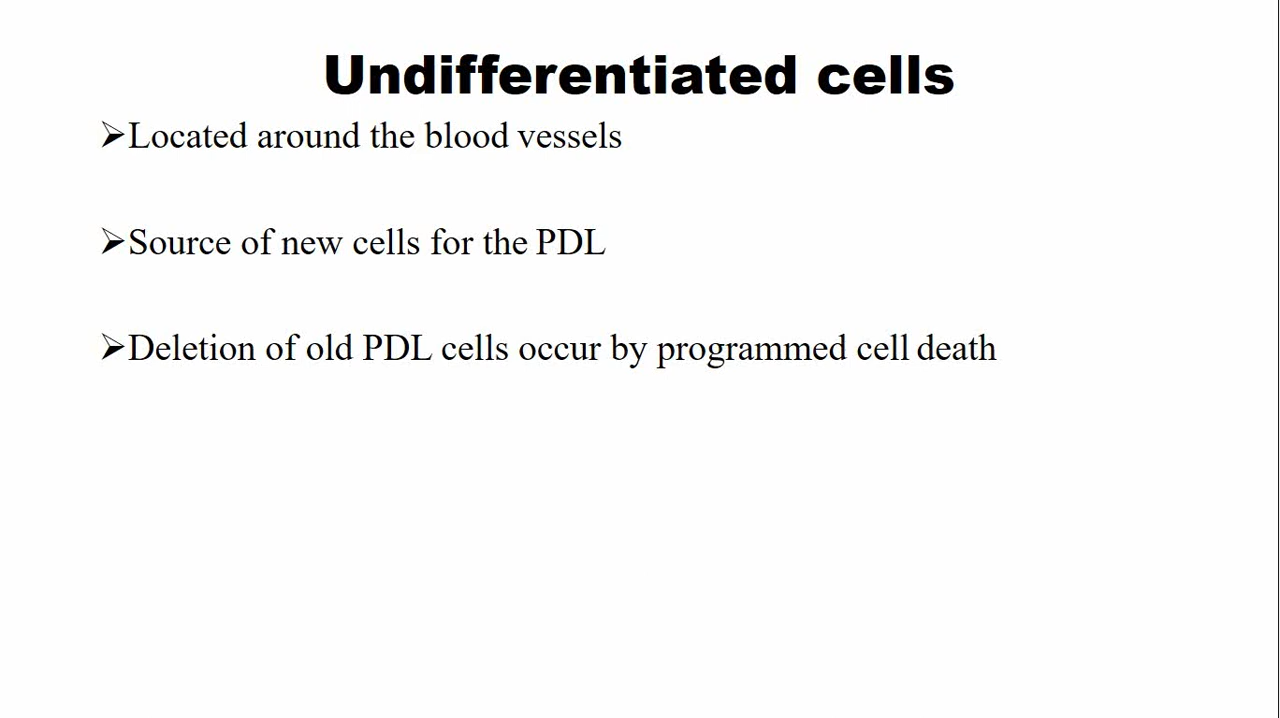 Undifferentiated cells
➢Located around the blood vessels
➢Source of new cells for the PDL
➢Deletion of old PDL cells occur by programmed cell death